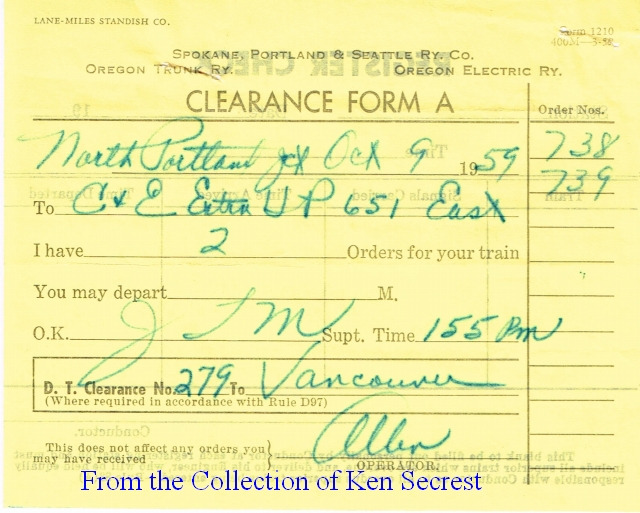 LANE-MILES STANDISH CO.
Form 1210
400M—3-56
SPOKANE, PORTLAND & SEATTLE RY. CO.
OREGON TRUNK RY. OREGON ELECTRIC RY.
CLEARANCE FORM A
Order Nos.
North Portland Jct Oct 9 1959
738
739
To C & E Extra UP 651 East
I have 2 Orders for your train
You may depart M.
O.K. J T M Supt. Time 155 PM
D. T. Clearance No. 279 To Vancouver
(Where required in accordance with Rule D97)
This does not affect any orders you
may have received
Allen
OPERATOR.
From the Collection of Ken Secrest